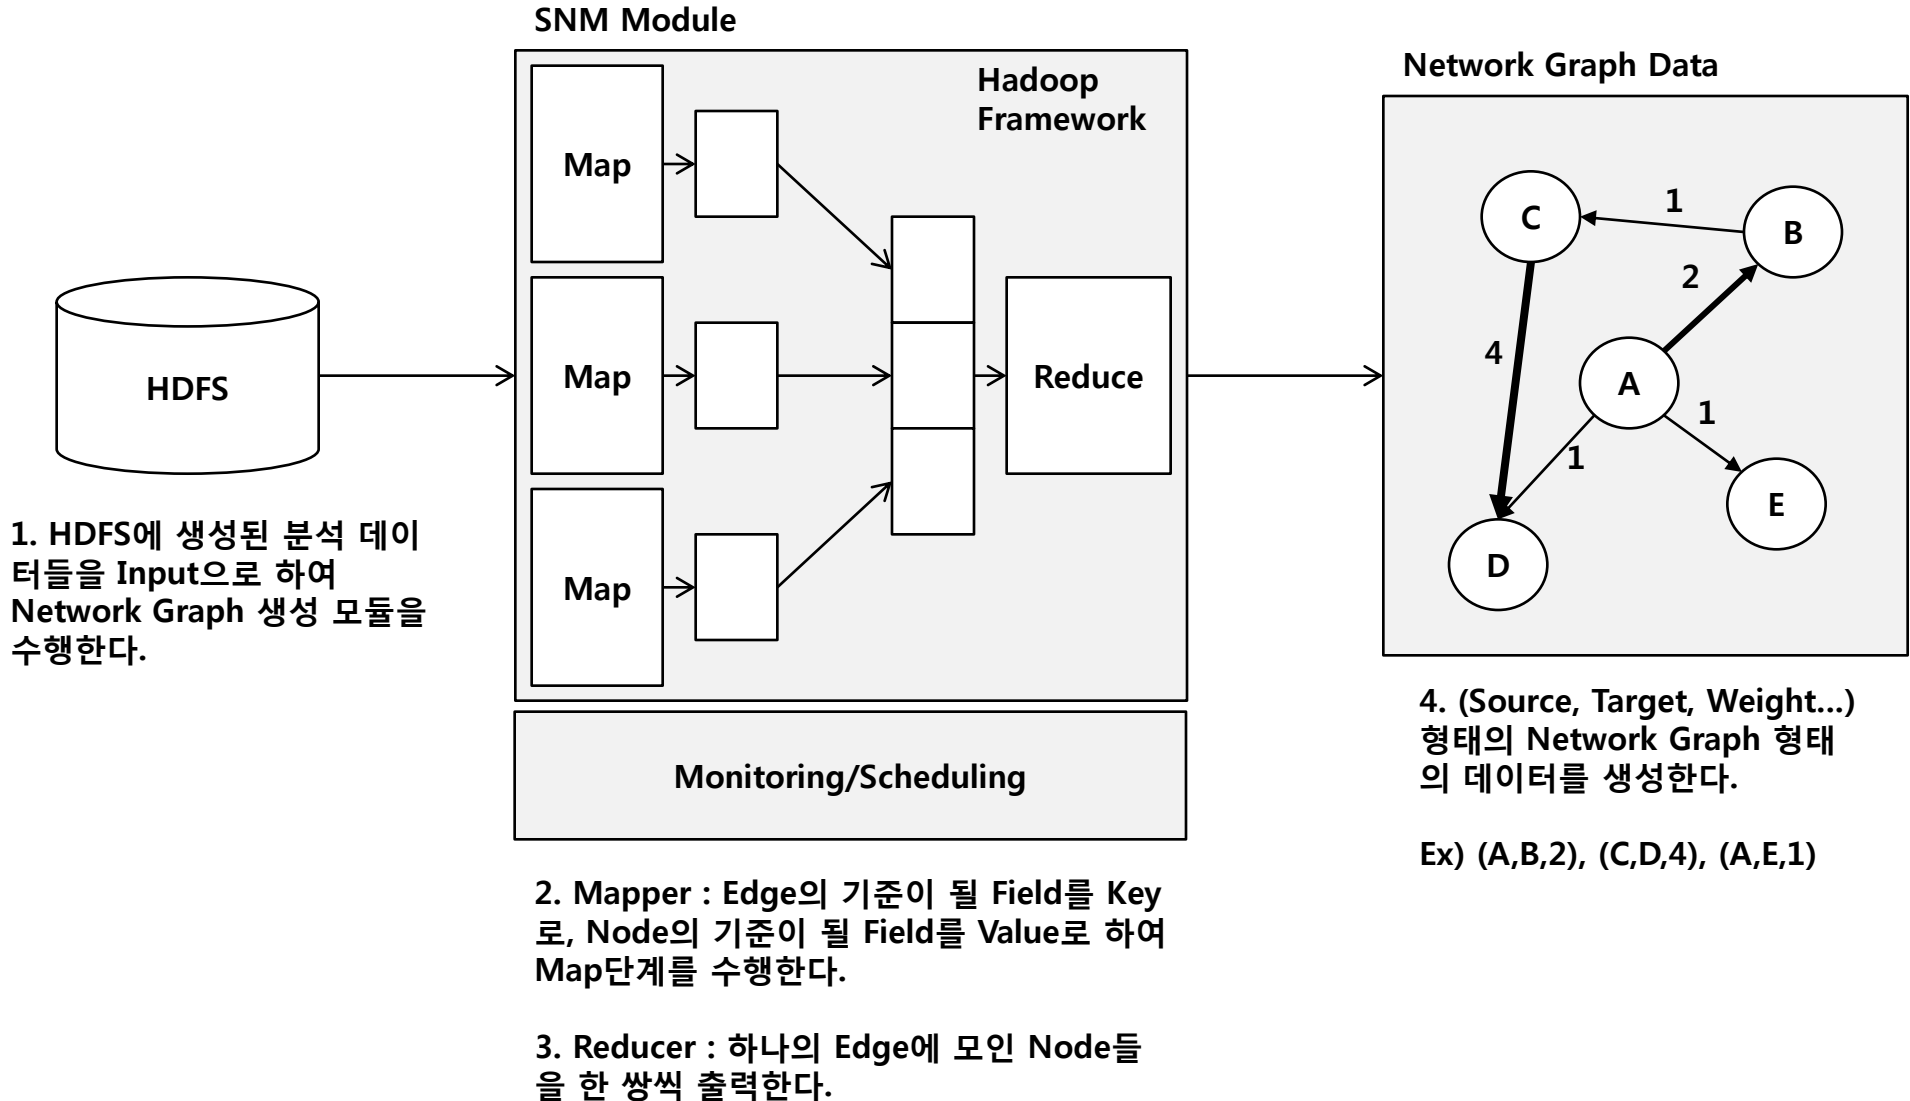 SNM Module
Hadoop
Framework
Map
Map
Map
Reduce
HDFS
Network Graph Data
C
1
B
2
4
A
1
1
E
D
1. HDFS에 생성된 분석 데이
터들을 Input으로 하여
Network Graph 생성 모듈을
수행한다.
Monitoring/Scheduling
2. Mapper : Edge의 기준이 될 Field를 Key
로, Node의 기준이 될 Field를 Value로 하여
Map단계를 수행한다.
3. Reducer : 하나의 Edge에 모인 Node들
을 한 쌍씩 출력한다.
4. (Source, Target, Weight...)
형태의 Network Graph 형태
의 데이터를 생성한다.
Ex) (A,B,2), (C,D,4), (A,E,1)